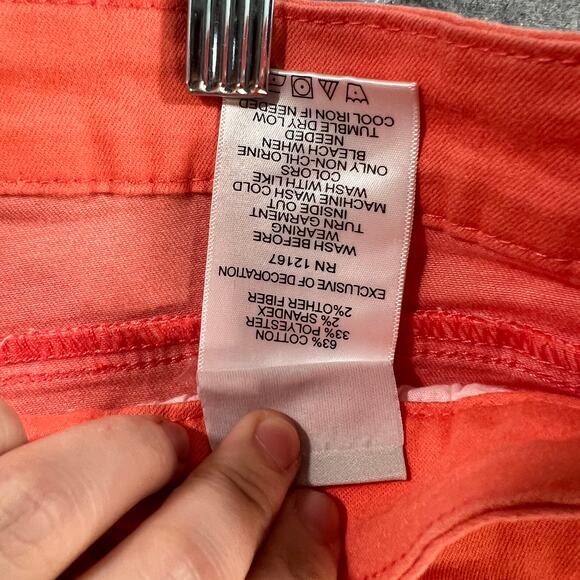 63% COTTON
33% POLYESTER
2% SPANDEX
2%OTHER FIBER
EXCLUSIVE OF DECORATION
RN 12167
WASH BEFORE
WEARING
TURN GARMENT
INSIDE OUT
MACHINE WASH COLD
WASH WITH LIKE
COLORS
ONLY NON-CHLORINE
BLEACH WHEN
NEEDED
TUMBLE DRY LOW
COOL IRON IF NEEDED